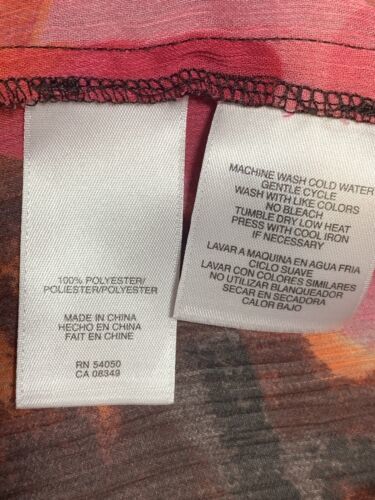 100% POLYESTER/
POLIÉSTER/POLYESTER
MADE IN CHINA
HECHO EN CHINA
FAIT EN CHINE
RN 54050
CA 08349
MACHINE WASH COLD WATER
GENTLE CYCLE
WASH WITH LIKE COLORS
NO BLEACH
TUMBLE DRY LOW HEAT
PRESS WITH COOL IRON
IF NECESSARY
LAVAR A MAQUINA EN AGUA FRIA
CICLO SUAVE
LAVAR CON COLORES SIMILARES
NO UTILIZAR BLANQUEADOR
SECAR EN SECADORA
CALOR BAJO